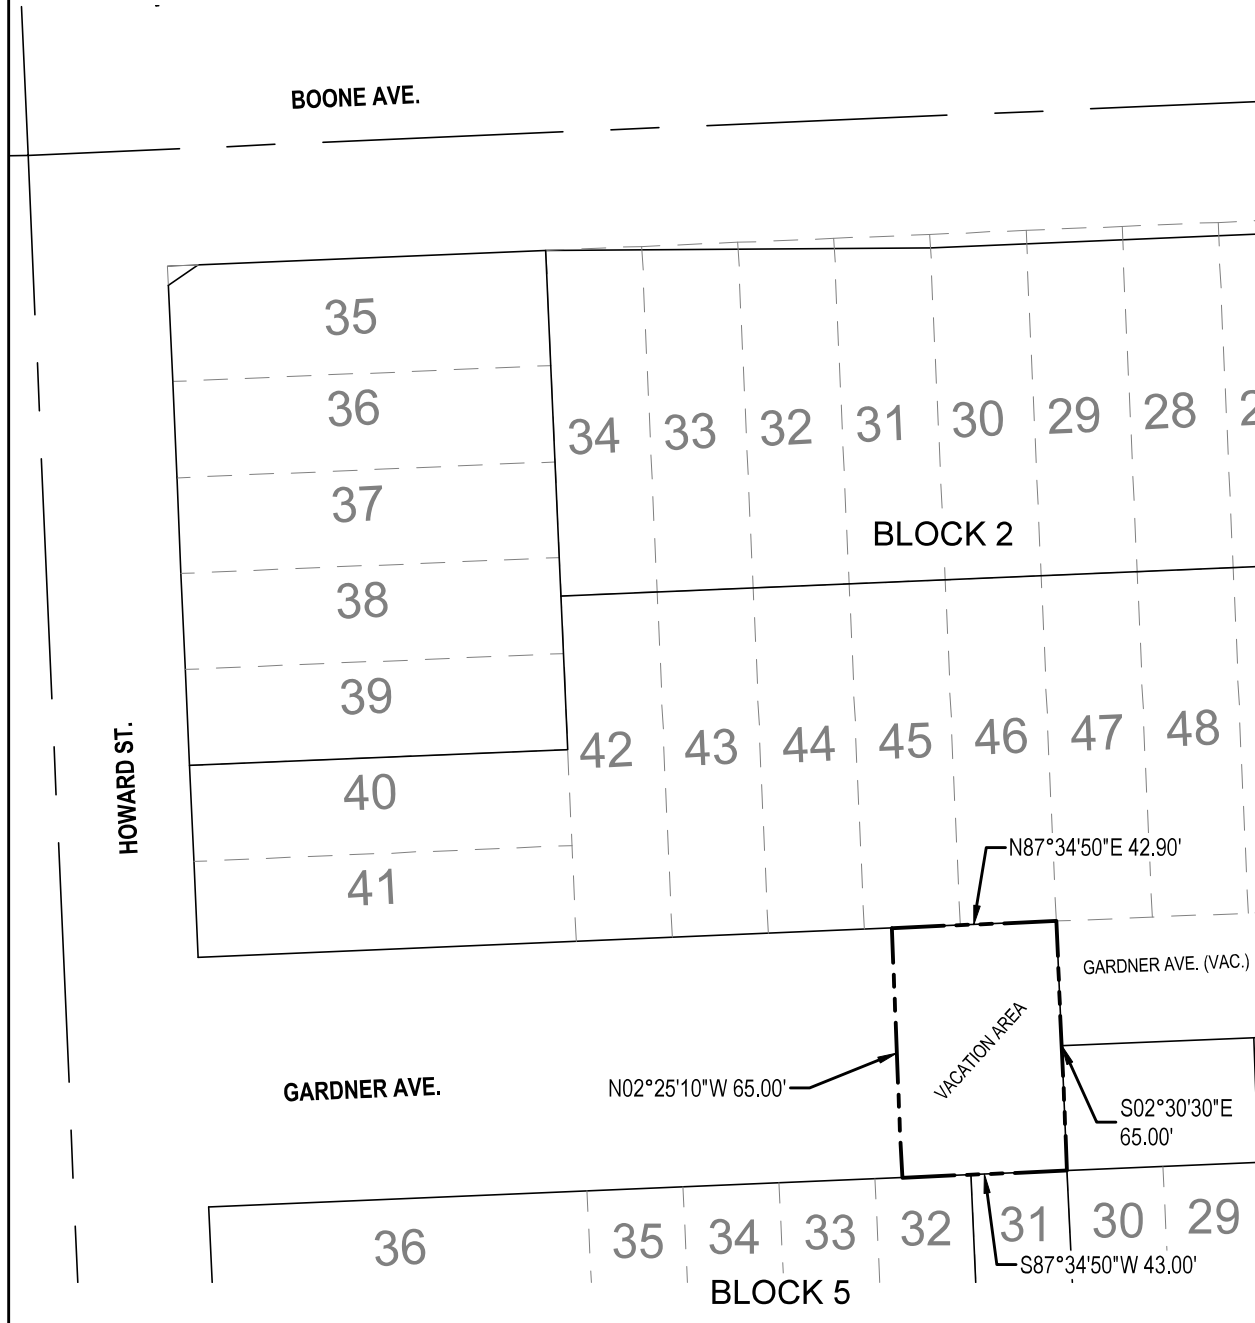 BOONE AVE.
35
36
37
38
39
40
41
34 33 32 31 30 29 28 2
BLOCK 2
42 43 44 45 46 47 48
HOWARD ST.
N87°34'50"E 42.90'
GARDNER AVE. (VAC.)
VACATION AREA
GARDNER AVE.
N02°25'10"W 65.00'
S02°30'30"E
65.00'
36 35 34 33 32 31 30 29
S87°34'50"W 43.00'
BLOCK 5